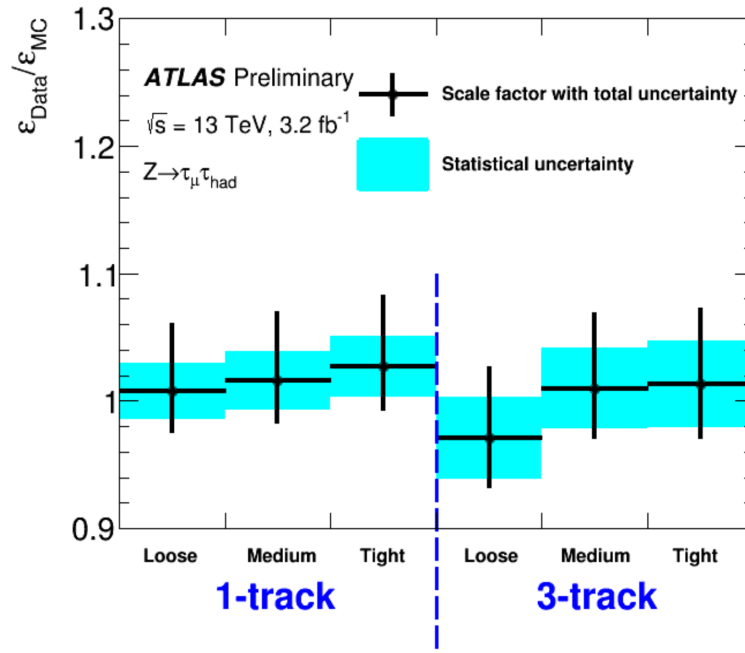 ε_Data/ε_MC
1.3
1.2
1.1
1
0.9
ATLAS Preliminary
√s = 13 TeV, 3.2 fb⁻¹
Z→τ_μτ_had
Scale factor with total uncertainty
Statistical uncertainty
Loose Medium Tight Loose Medium Tight
1-track 3-track